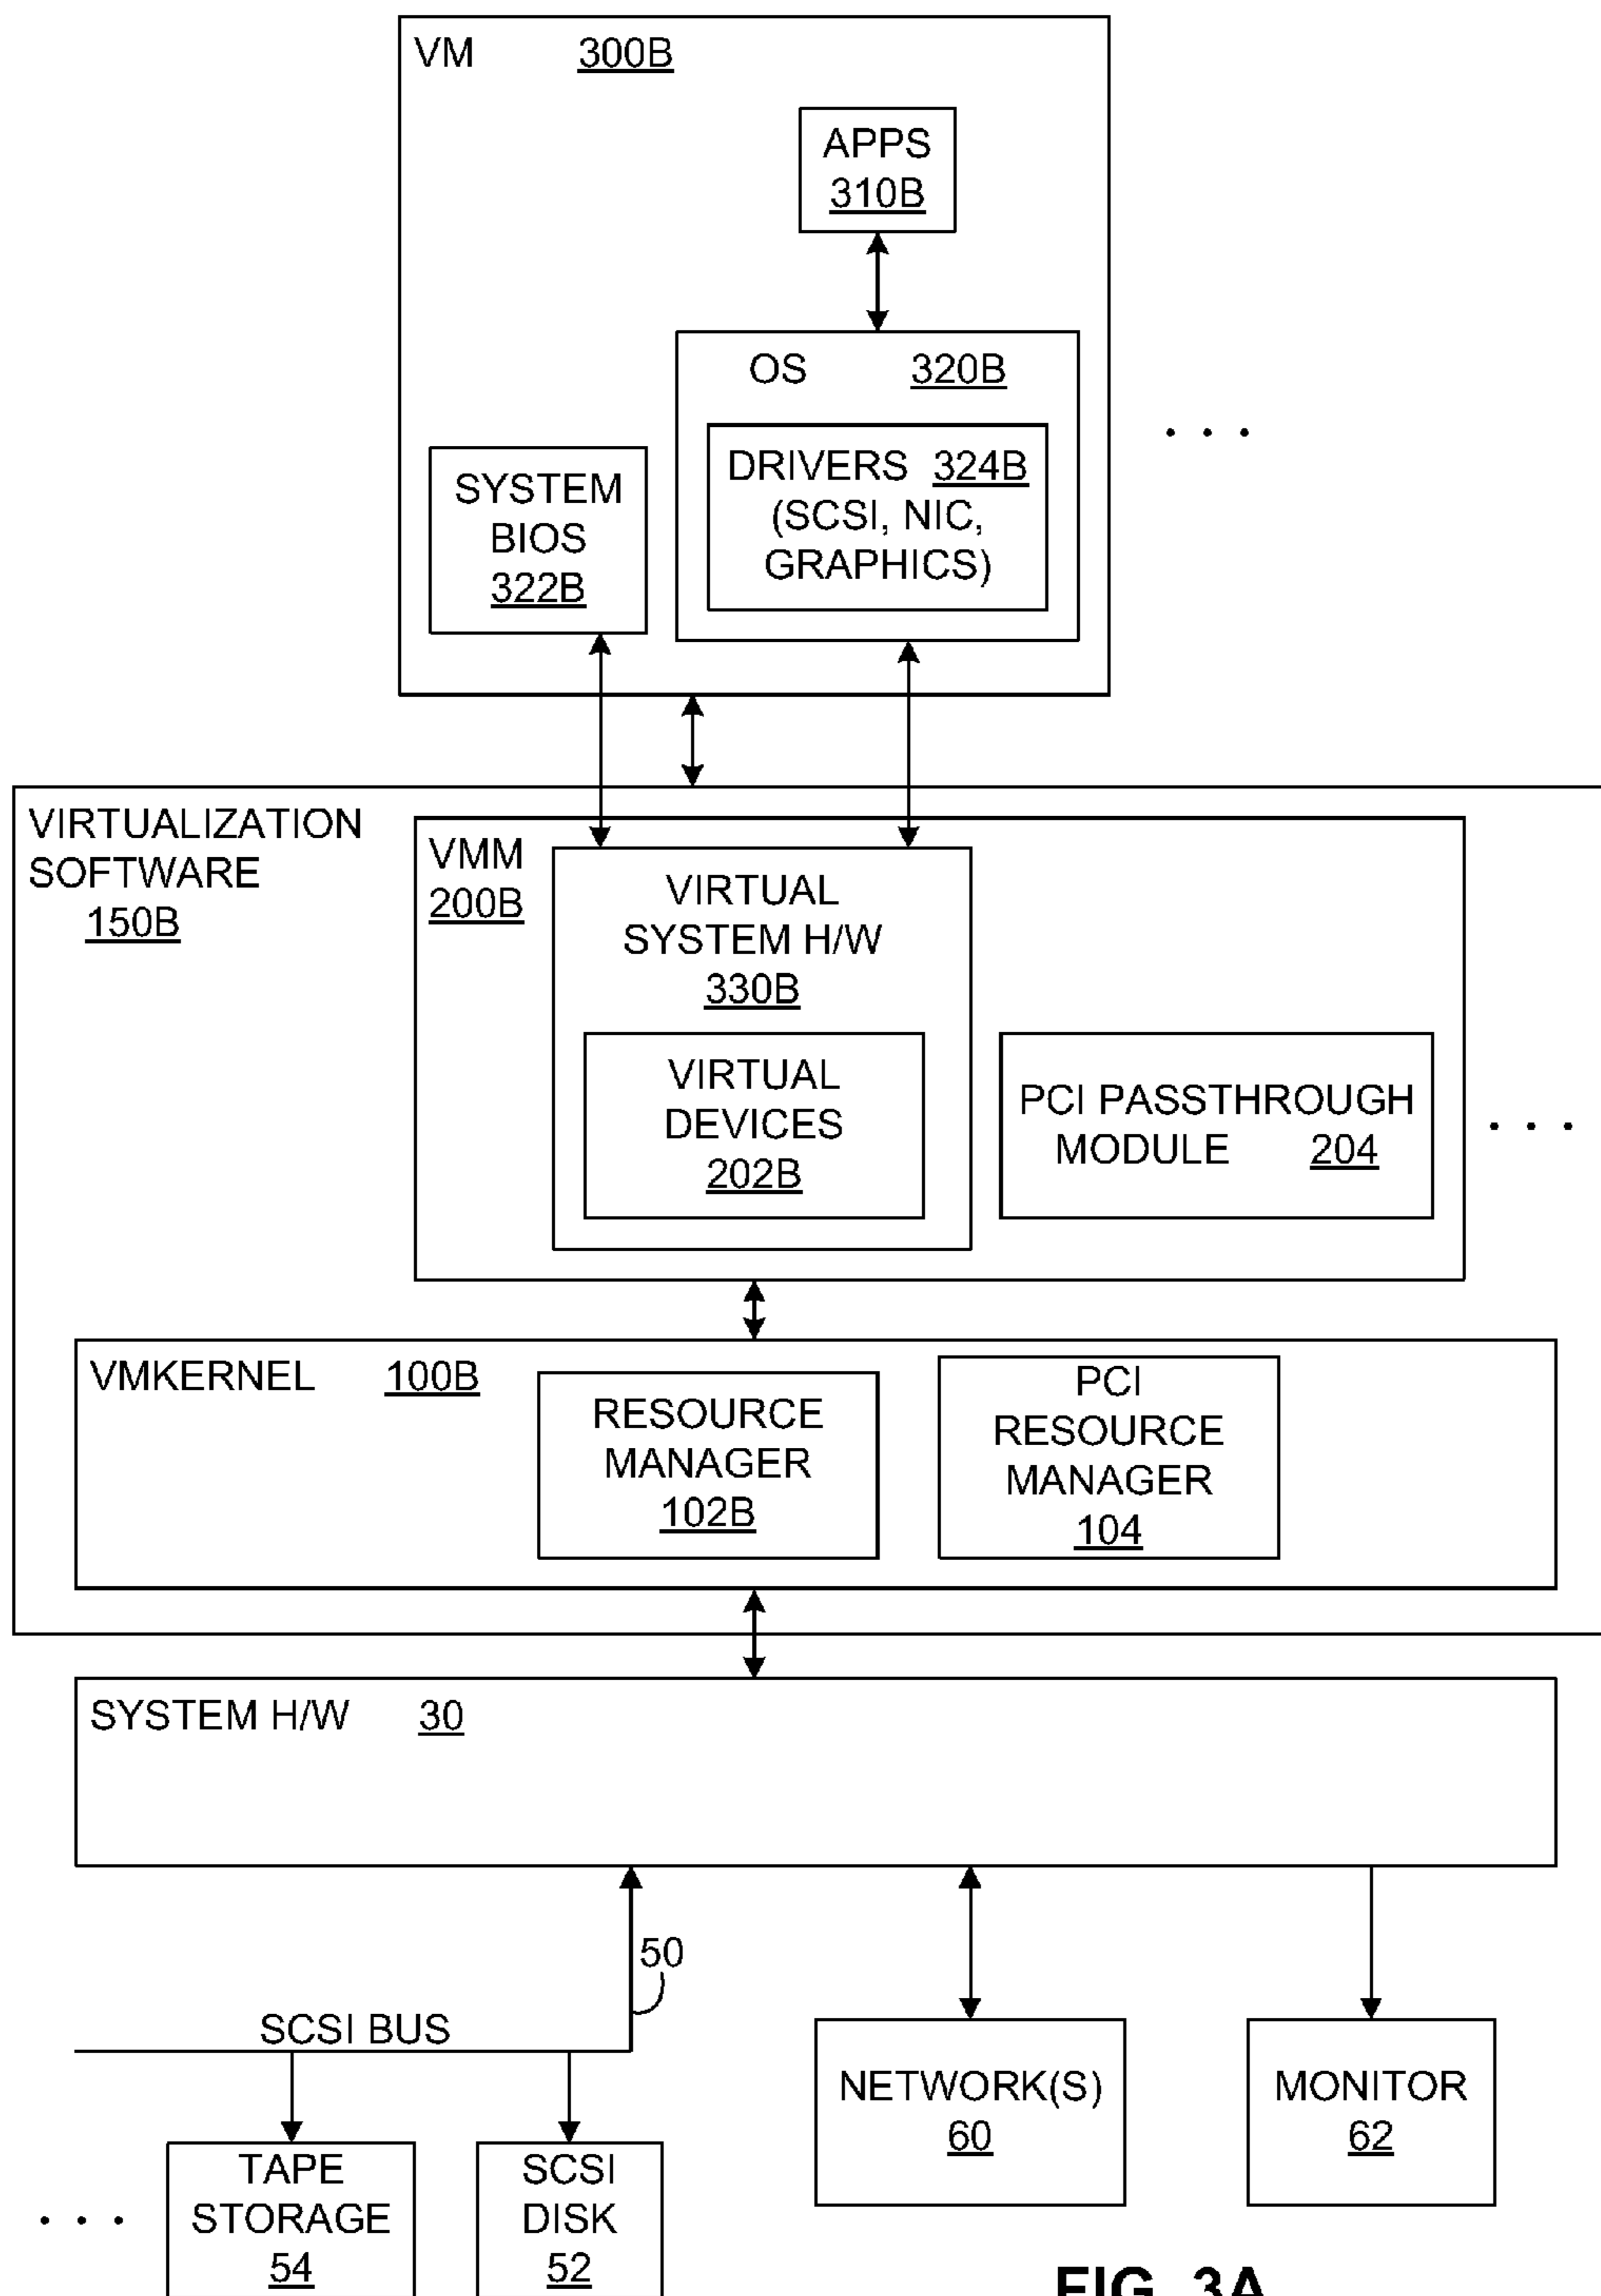 VM 300B
APPS
310B
OS 320B
DRIVERS 324B
(SCSI, NIC,
GRAPHICS)
SYSTEM
BIOS
322B
. . .
VIRTUALIZATION
SOFTWARE
150B
VMM
200B
VIRTUAL
SYSTEM H/W
330B
VIRTUAL
DEVICES
202B
PCI PASSTHROUGH
MODULE 204
. . .
VMKERNEL 100B
RESOURCE
MANAGER
102B
PCI
RESOURCE
MANAGER
104
SYSTEM H/W 30
50
SCSI BUS
NETWORK(S)
60
MONITOR
62
. . .
TAPE
STORAGE
54
SCSI
DISK
52
FIG. 3A